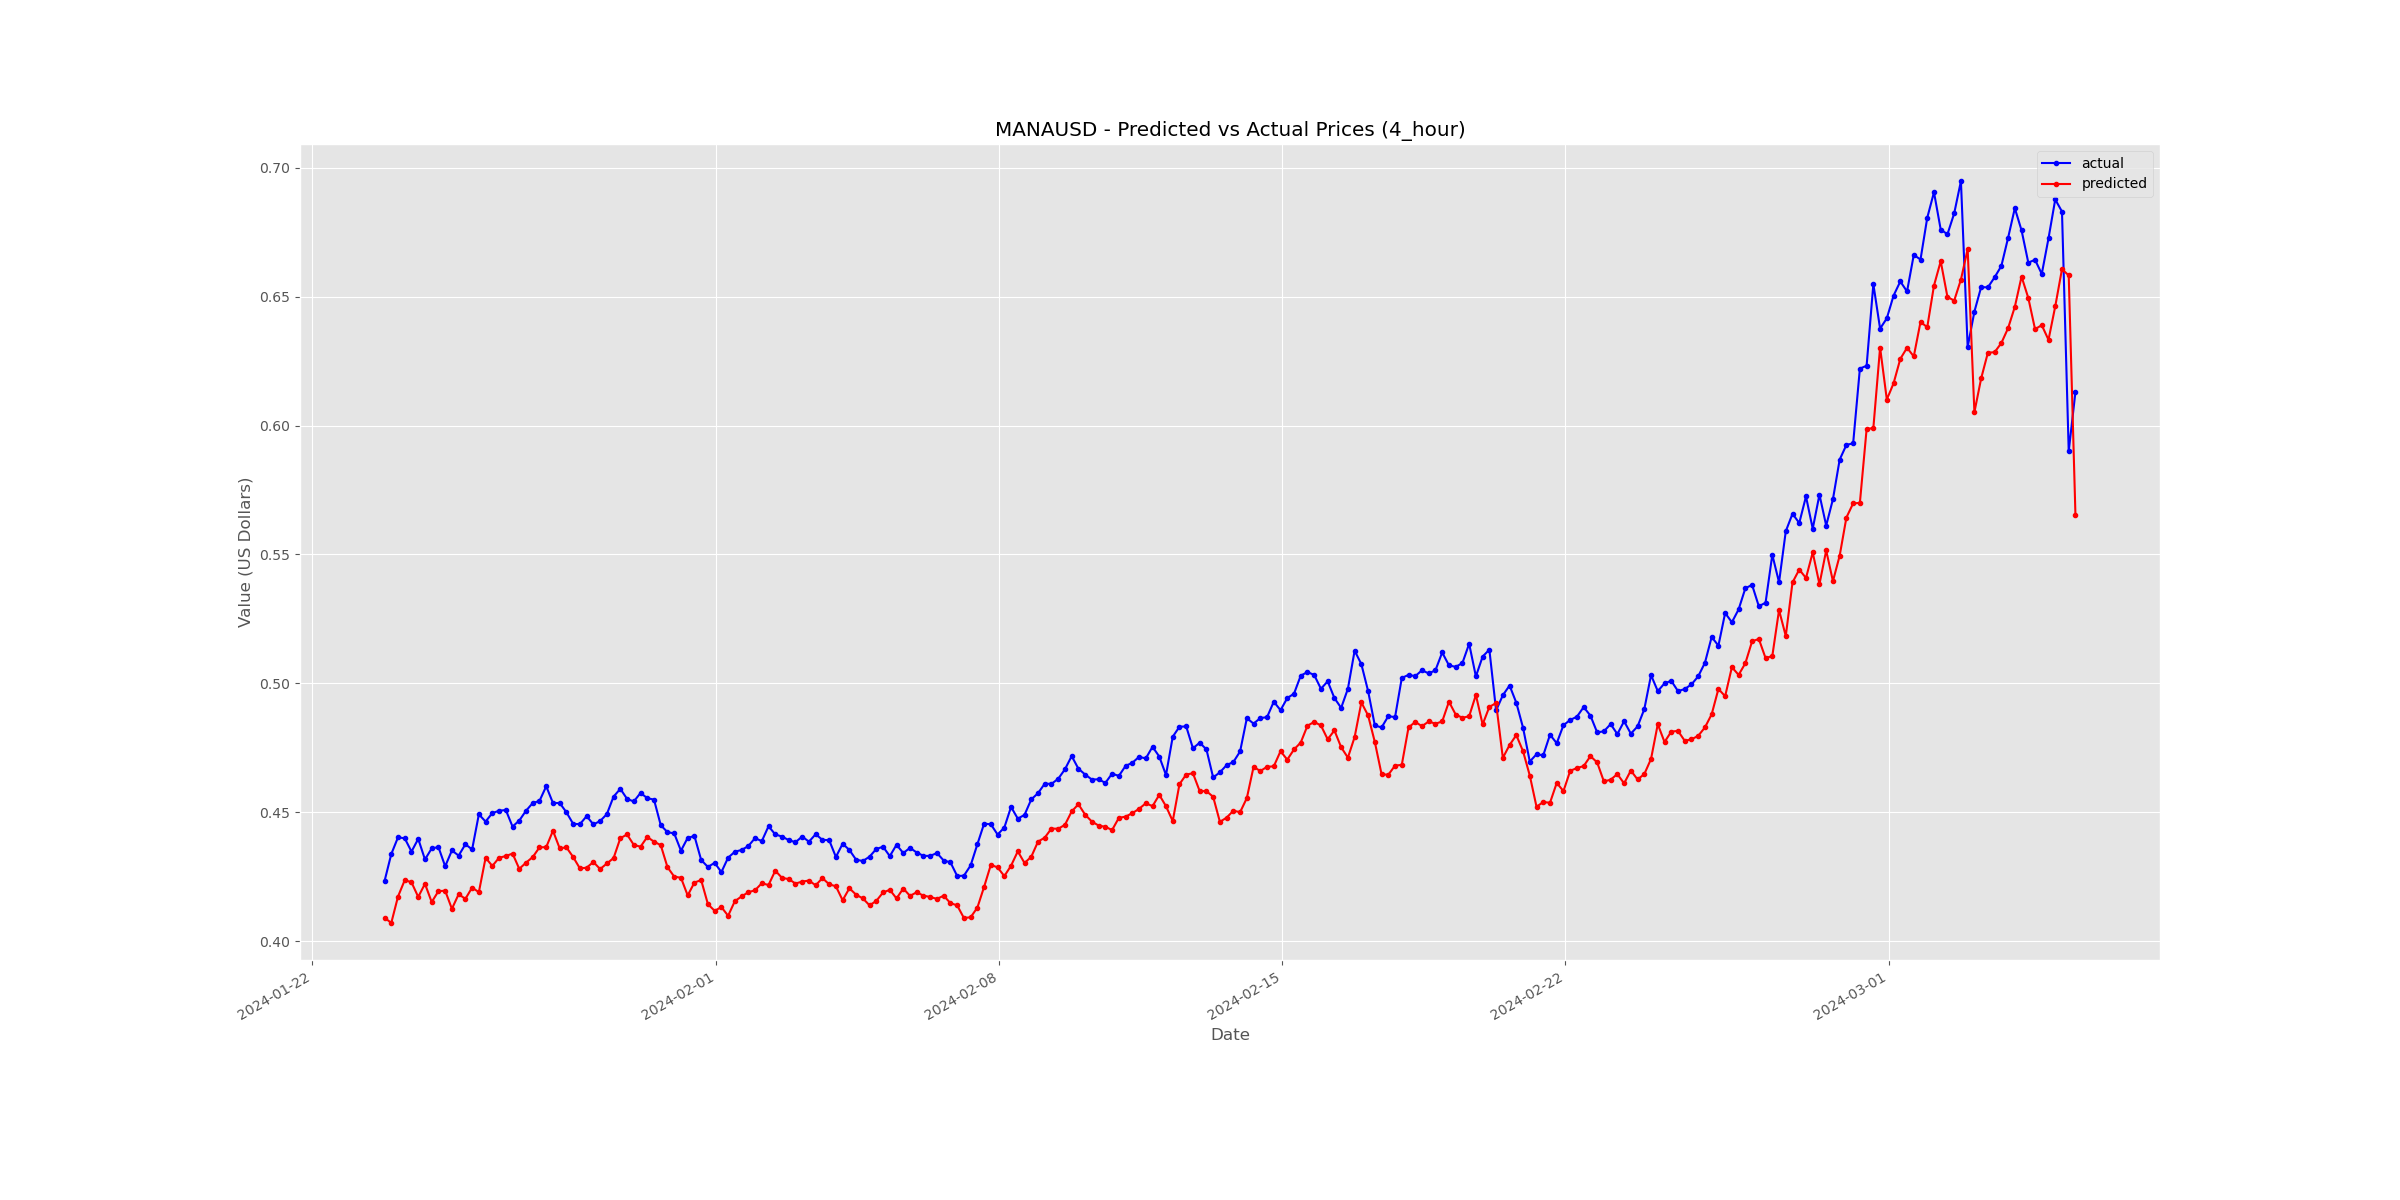 MANAUSD - Predicted vs Actual Prices (4_hour)
actual
predicted
0.70
0.65
0.60
0.55
0.50
0.45
0.40
Value (US Dollars)
2024-01-22
2024-02-01
2024-02-08
2024-02-15
2024-02-22
2024-03-01
Date